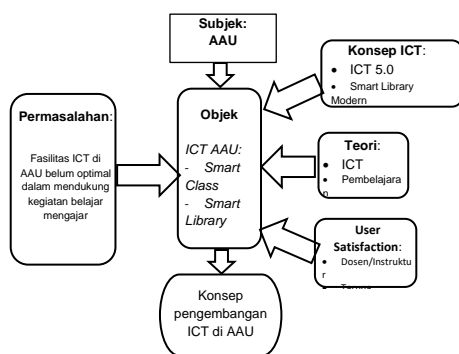 Subjek:
AAU
Konsep ICT:
• ICT 5.0
• Smart Library
Modern
Permasalahan:
Fasilitas ICT di
AAU belum optimal
dalam mendukung
kegiatan belajar
mengajar
Objek
ICT AAU:
- Smart
Class
- Smart
Library
Teori:
• ICT
• Pembelajara
n
User
Satisfaction:
• Dosen/Instruktu
r
Konsep
pengembangan
ICT di AAU